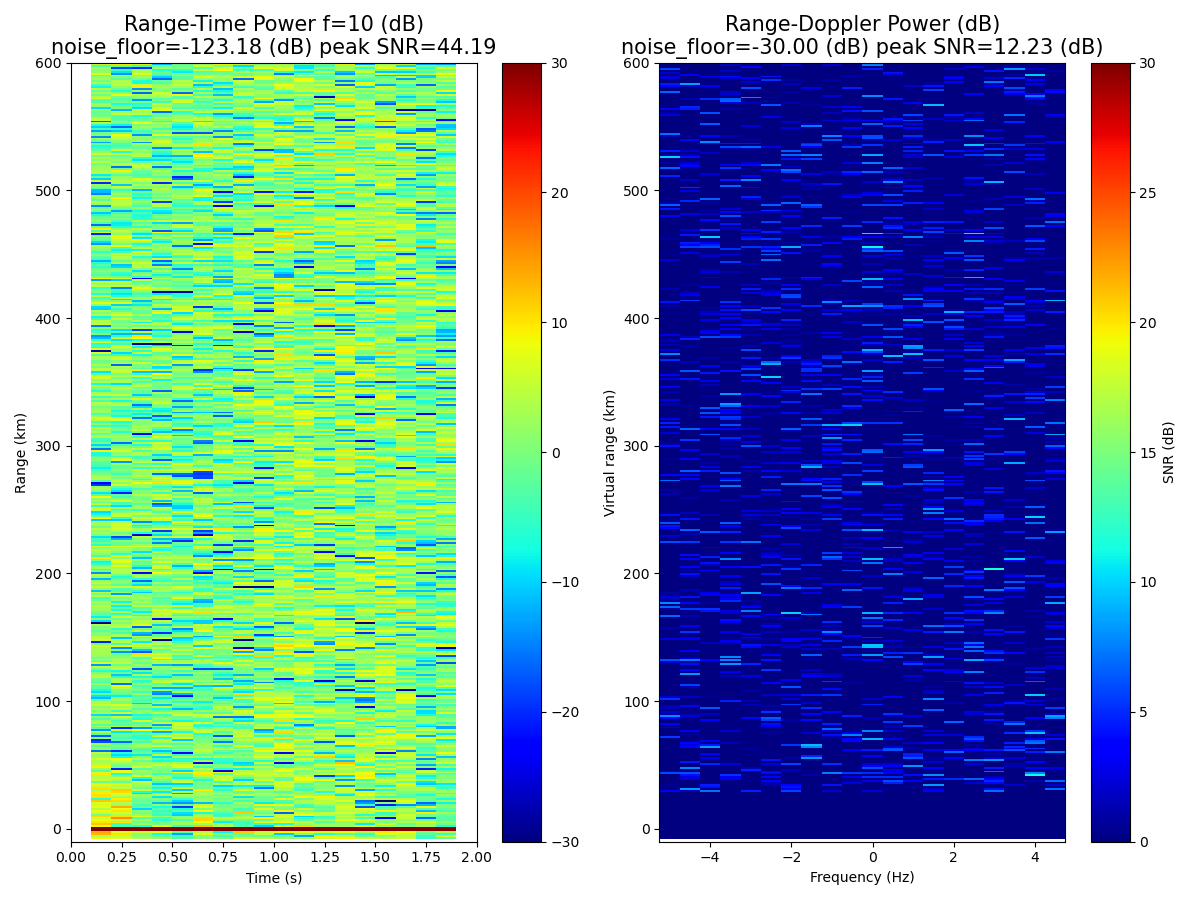 Range-Time Power f=10 (dB)
noise_floor=-123.18 (dB) peak SNR=44.19
Range-Doppler Power (dB)
noise_floor=-30.00 (dB) peak SNR=12.23 (dB)
600
500
400
300
200
100
0
Range (km)
0.00 0.25 0.50 0.75 1.00 1.25 1.50 1.75 2.00
Time (s)
30
20
10
0
−10
−20
−30
600
500
400
300
200
100
0
Virtual range (km)
−4 −2 0 2 4
Frequency (Hz)
30
25
20
15
10
5
0
SNR (dB)